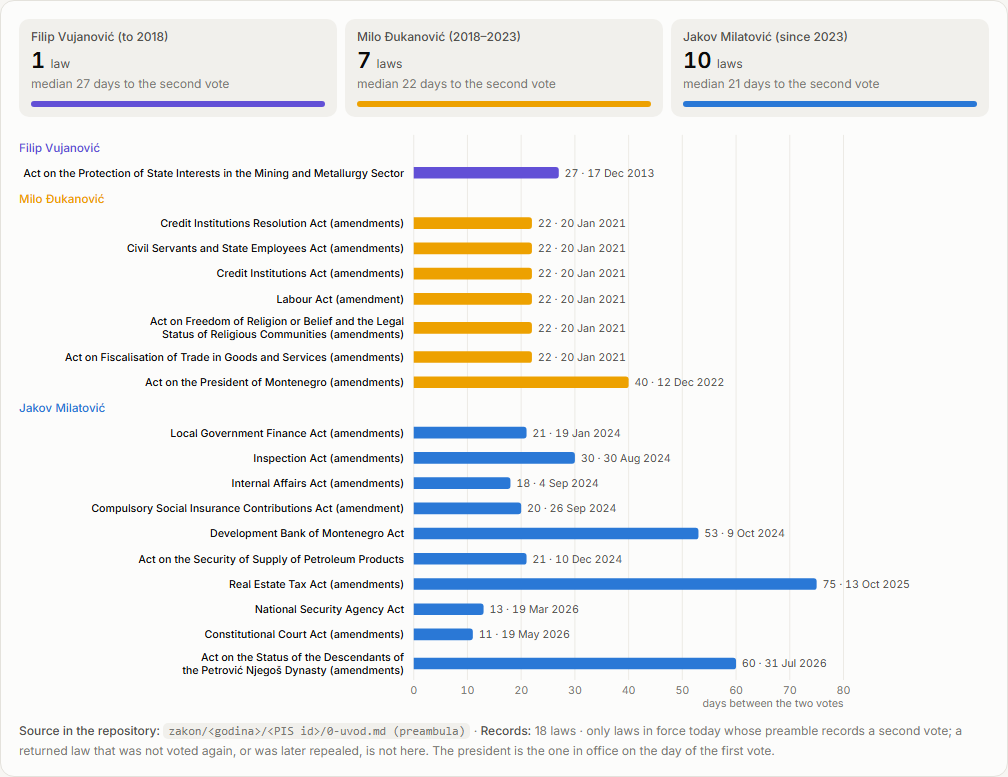 Filip Vujanović (to 2018)
1 law
median 27 days to the second vote
Milo Đukanović (2018–2023)
7 laws
median 22 days to the second vote
Jakov Milatović (since 2023)
10 laws
median 21 days to the second vote
Filip Vujanović
Act on the Protection of State Interests in the Mining and Metallurgy Sector 27 · 17 Dec 2013
Milo Đukanović
Credit Institutions Resolution Act (amendments) 22 · 20 Jan 2021
Civil Servants and State Employees Act (amendments) 22 · 20 Jan 2021
Credit Institutions Act (amendments) 22 · 20 Jan 2021
Labour Act (amendment) 22 · 20 Jan 2021
Act on Freedom of Religion or Belief and the Legal
Status of Religious Communities (amendments) 22 · 20 Jan 2021
Act on Fiscalisation of Trade in Goods and Services (amendments) 22 · 20 Jan 2021
Act on the President of Montenegro (amendments) 40 · 12 Dec 2022
Jakov Milatović
Local Government Finance Act (amendments) 21 · 19 Jan 2024
Inspection Act (amendments) 30 · 30 Aug 2024
Internal Affairs Act (amendments) 18 · 4 Sep 2024
Compulsory Social Insurance Contributions Act (amendment) 20 · 26 Sep 2024
Development Bank of Montenegro Act 53 · 9 Oct 2024
Act on the Security of Supply of Petroleum Products 21 · 10 Dec 2024
Real Estate Tax Act (amendments) 75 · 13 Oct 2025
National Security Agency Act 13 · 19 Mar 2026
Constitutional Court Act (amendments) 11 · 19 May 2026
Act on the Status of the Descendants of
the Petrović Njegoš Dynasty (amendments) 60 · 31 Jul 2026
0 10 20 30 40 50 60 70 80
days between the two votes
Source in the repository: zakon/<godina>/<PIS id>/0-uvod.md (preambula) · Records: 18 laws · only laws in force today whose preamble records a second vote; a
returned law that was not voted again, or was later repealed, is not here. The president is the one in office on the day of the first vote.